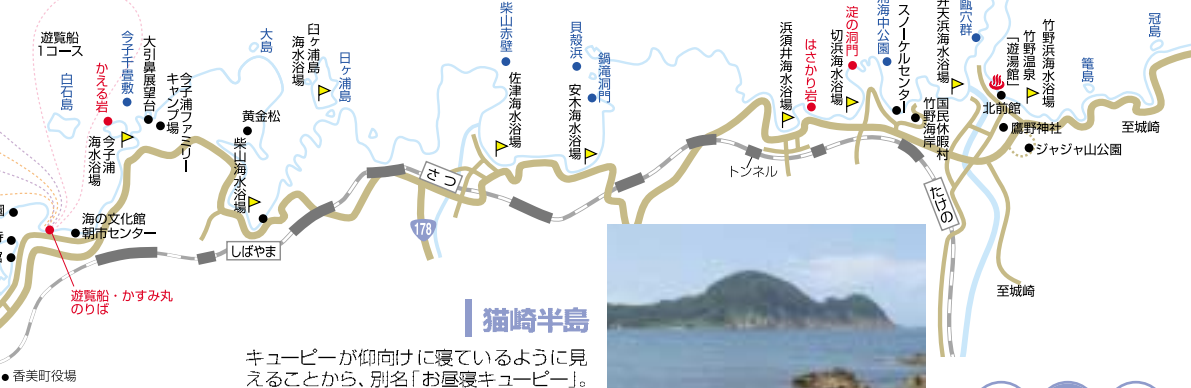 遊覧船
1コース
白石島
かえる岩
今子千畳敷
大引鼻展望台
今子浦ファミリー
キャンプ場
今子浦
海水浴場
大島
黄金松
柴山海水浴場
臼ヶ浦島
海水浴場
日ヶ浦島
柴山赤壁
佐津海水浴場
貝殻浜
鍋滝洞門
安木海水浴場
浜須井海水浴場
はさかり岩
淀の洞門
切浜海水浴場
海中公園
スノーケルセンター
弁天浜海水浴場
甌穴群
国民休暇村
竹野海岸
竹野浜海水浴場
竹野温泉
「遊湯館」
北前館
鷹野神社
ジャジャ山公園
篭島
冠島
至城崎
トンネル
さつ
たけの
しばやま
178
海の文化館
朝市センター
遊覧船・かすみ丸
のりば
至城崎
香美町役場
猫崎半島
キューピーが仰向けに寝ているように見
えることから、別名「お昼寝キューピー」。